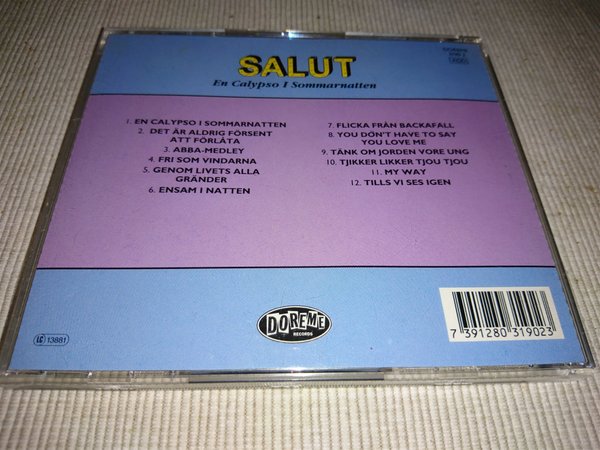 SALUT
En Calypso I Sommarnatten
1. EN CALYPSO I SOMMARNATTEN
2. DET ÄR ALDRIG FÖRSENT
ATT FÖRLÅTA
3. ABBA-MEDLEY
4. FRI SOM VINDARNA
5. GENOM LIVETS ALLA
GRÄNDER
6. ENSAM I NATTEN
7. FLICKA FRÅN BACKAFALL
8. YOU DON'T HAVE TO SAY
YOU LOVE ME
9. TÄNK OM JORDEN VORE UNG
10. TJIKKER LIKKER TJOU TJOU
11. MY WAY
12. TILLS VI SES IGEN
LC 13881
DOREME
RECORDS
7 391280 319023